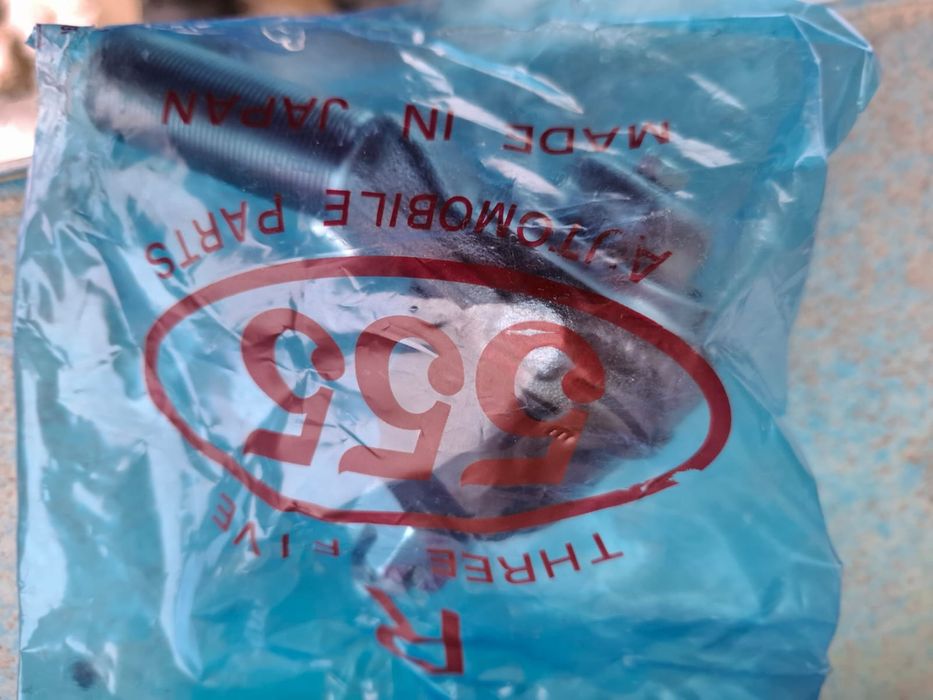 R
THREE FIVE
555
AUTOMOBILE PARTS
MADE IN JAPAN